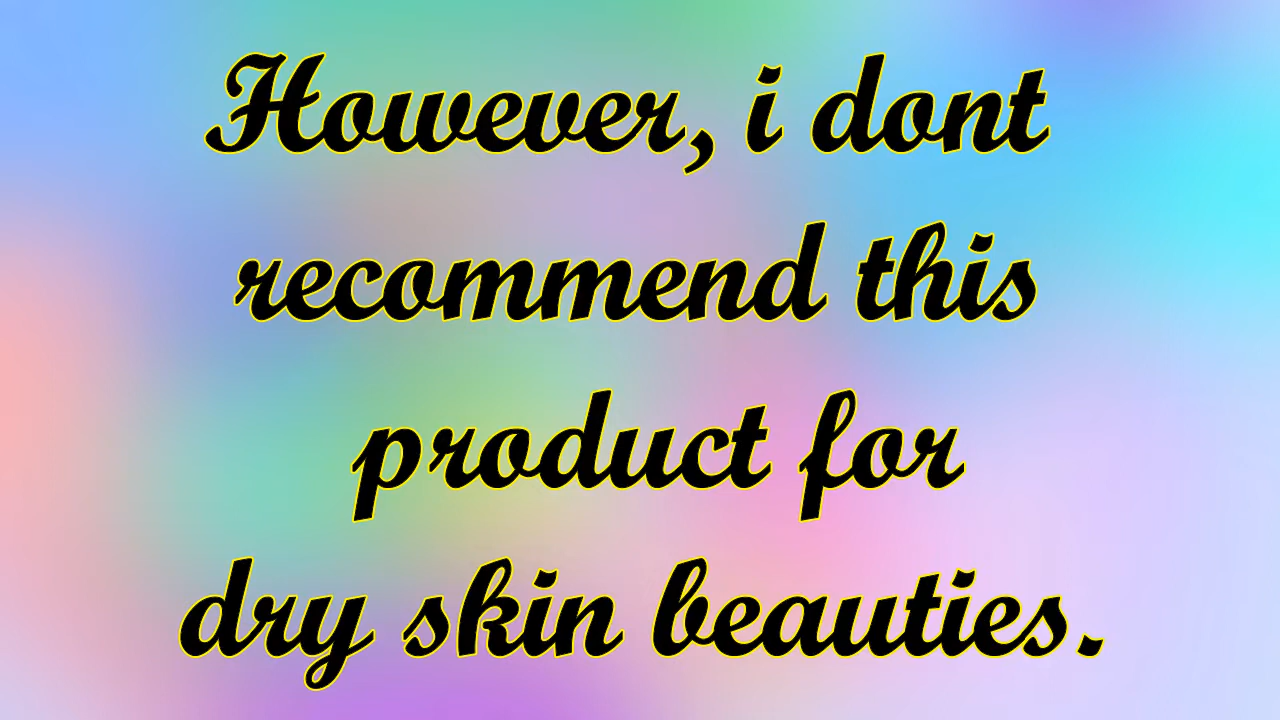 However, i dont
recommend this
product for
dry skin beauties.